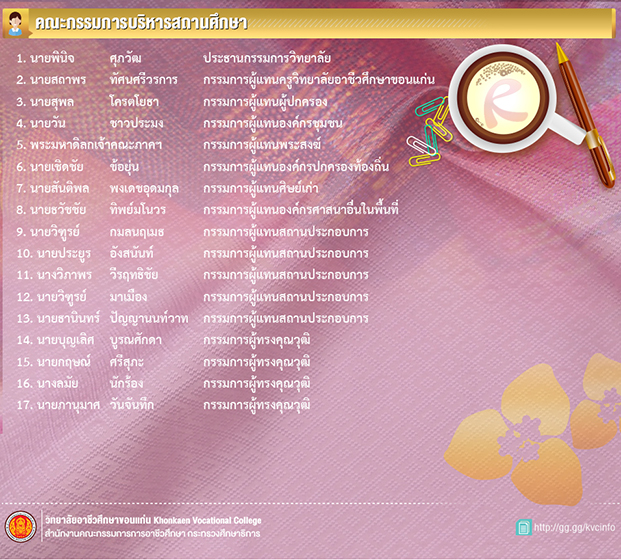 คณะกรรมการบริหารสถานศึกษา
1. นายพินิจ ศุภวัฒ ประธานกรรมการวิทยาลัย
2. นายสถาพร ทัศนศรีวรการ กรรมการผู้แทนครูวิทยาลัยอาชีวศึกษาขอนแก่น
3. นายสุพล โครตโยธา กรรมการผู้แทนผู้ปกครอง
4. นายวัน ชาวประมง กรรมการผู้แทนองค์กรชุมชน
5. พระมหาดิลกเจ้าคณะภาคฯ กรรมการผู้แทนพระสงฆ์
6. นายเชิดชัย ช้อยุ่น กรรมการผู้แทนองค์กรปกครองท้องถิ่น
7. นายสันติพล พงเดชอุดมกุล กรรมการผู้แทนศิษย์เก่า
8. นายธวัชชัย ทิพย์มโนวร กรรมการผู้แทนองค์กรศาสนาอื่นในพื้นที่
9. นายวิฑูรย์ กมลนฤเมธ กรรมการผู้แทนสถานประกอบการ
10. นายประยูร อังสนันท์ กรรมการผู้แทนสถานประกอบการ
11. นางวิภาพร วีรฤทธิชัย กรรมการผู้แทนสถานประกอบการ
12. นายวิฑูรย์ มาเมือง กรรมการผู้แทนสถานประกอบการ
13. นายธานินทร์ ปัญญานนท์วาท กรรมการผู้แทนสถานประกอบการ
14. นายบุญเลิศ บูรณศักดา กรรมการผู้ทรงคุณวุฒิ
15. นายกฤษณ์ ศรีสุภะ กรรมการผู้ทรงคุณวุฒิ
16. นางลมัย นักร้อง กรรมการผู้ทรงคุณวุฒิ
17. นายภานุมาศ วันจันทึก กรรมการผู้ทรงคุณวุฒิ
R
วิทยาลัยอาชีวศึกษาขอนแก่น Khonkaen Vocational College
สำนักงานคณะกรรมการการอาชีวศึกษา กระทรวงศึกษาธิการ
http://gg.gg/kvcinfo